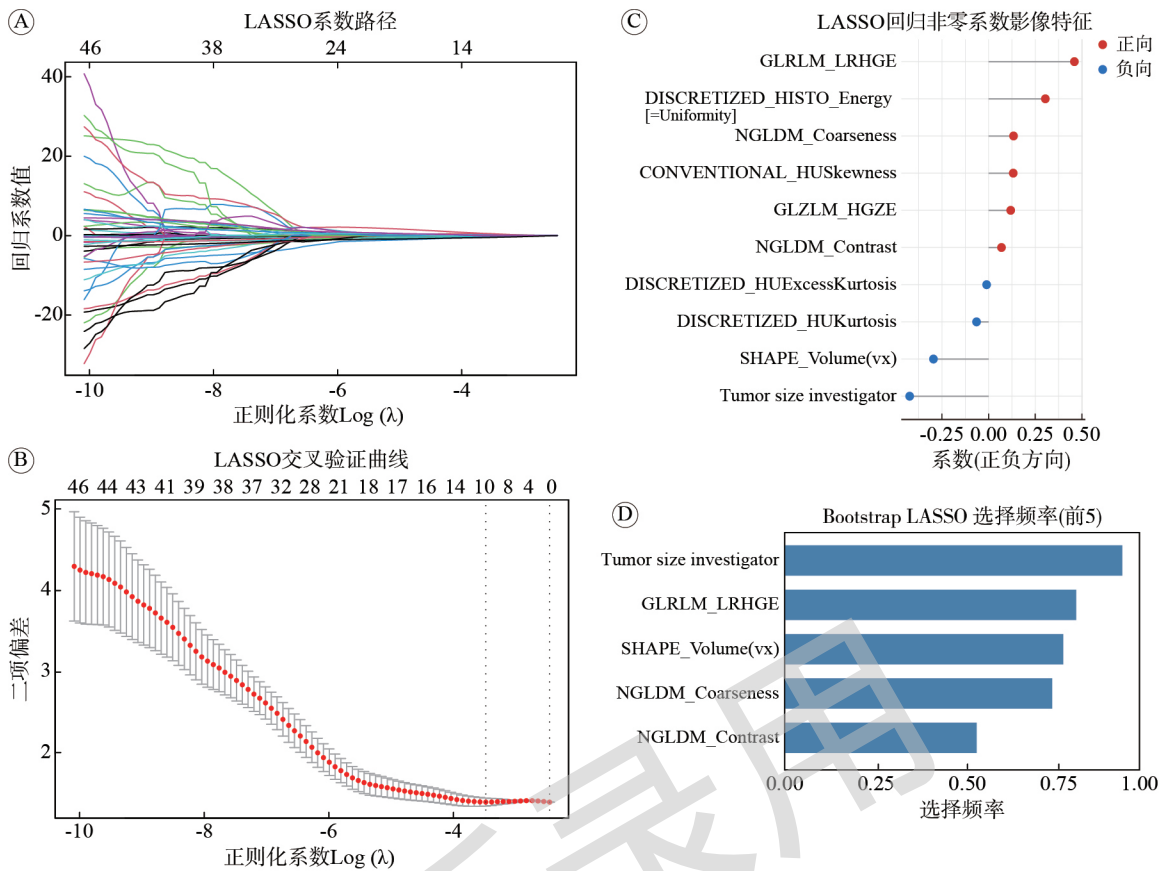 A
LASSO系数路径
46 38 24 14
40
20
0
-20
回归系数值
-10 -8 -6 -4
正则化系数Log (λ)
B
LASSO交叉验证曲线
46 44 43 41 39 38 37 32 28 21 18 17 16 14 10 8 4 0
5
4
3
2
二项偏差
-10 -8 -6 -4
正则化系数Log (λ)
C
LASSO回归非零系数影像特征
正向
负向
GLRLM_LRHGE
DISCRETIZED_HISTO_Energy
[=Uniformity]
NGLDM_Coarseness
CONVENTIONAL_HUSkewness
GLZLM_HGZE
NGLDM_Contrast
DISCRETIZED_HUExcessKurtosis
DISCRETIZED_HUKurtosis
SHAPE_Volume(vx)
Tumor size investigator
-0.25 0.00 0.25 0.50
系数(正负方向)
D
Bootstrap LASSO 选择频率(前5)
Tumor size investigator
GLRLM_LRHGE
SHAPE_Volume(vx)
NGLDM_Coarseness
NGLDM_Contrast
0.00 0.25 0.50 0.75 1.00
选择频率
录用